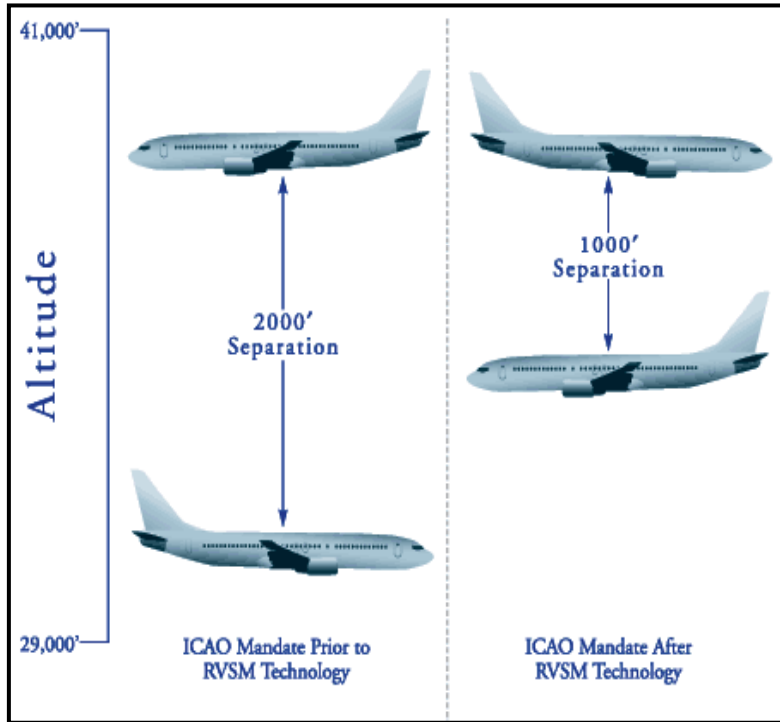 41,000′
Altitude
29,000′
2000′
Separation
ICAO Mandate Prior to
RVSM Technology
1000′
Separation
ICAO Mandate After
RVSM Technology